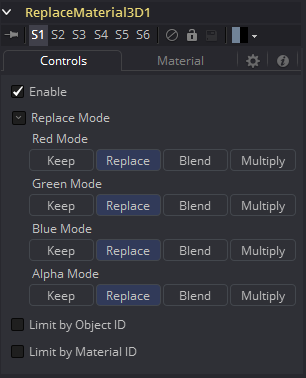 ReplaceMaterial3D1
S1 S2 S3 S4 S5 S6
Controls Material
Enable
Replace Mode
Red Mode
Keep Replace Blend Multiply
Green Mode
Keep Replace Blend Multiply
Blue Mode
Keep Replace Blend Multiply
Alpha Mode
Keep Replace Blend Multiply
Limit by Object ID
Limit by Material ID